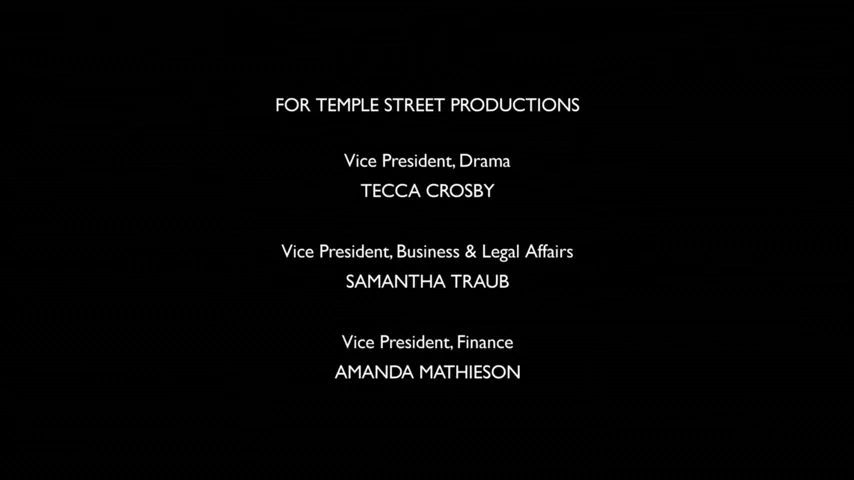 FOR TEMPLE STREET PRODUCTIONS
Vice President, Drama
TECCA CROSBY
Vice President, Business & Legal Affairs
SAMANTHA TRAUB
Vice President, Finance
AMANDA MATHIESON